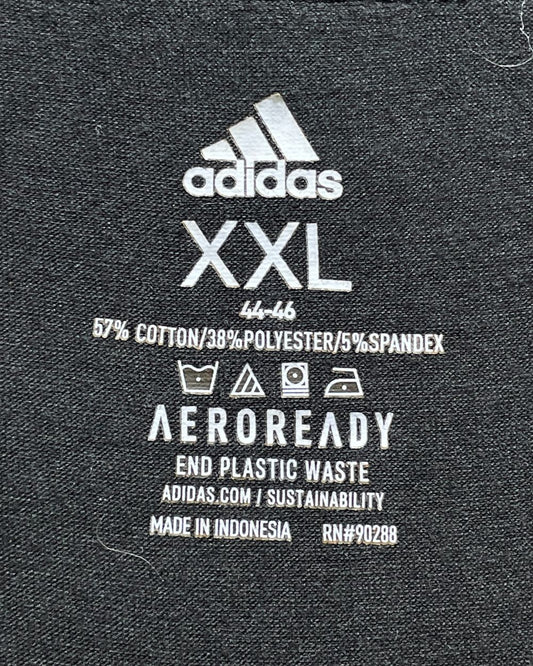 adidas
XXL
44-46
57% COTTON/38%POLYESTER/5%SPANDEX
AEROREADY
END PLASTIC WASTE
ADIDAS.COM / SUSTAINABILITY
MADE IN INDONESIA RN#90288